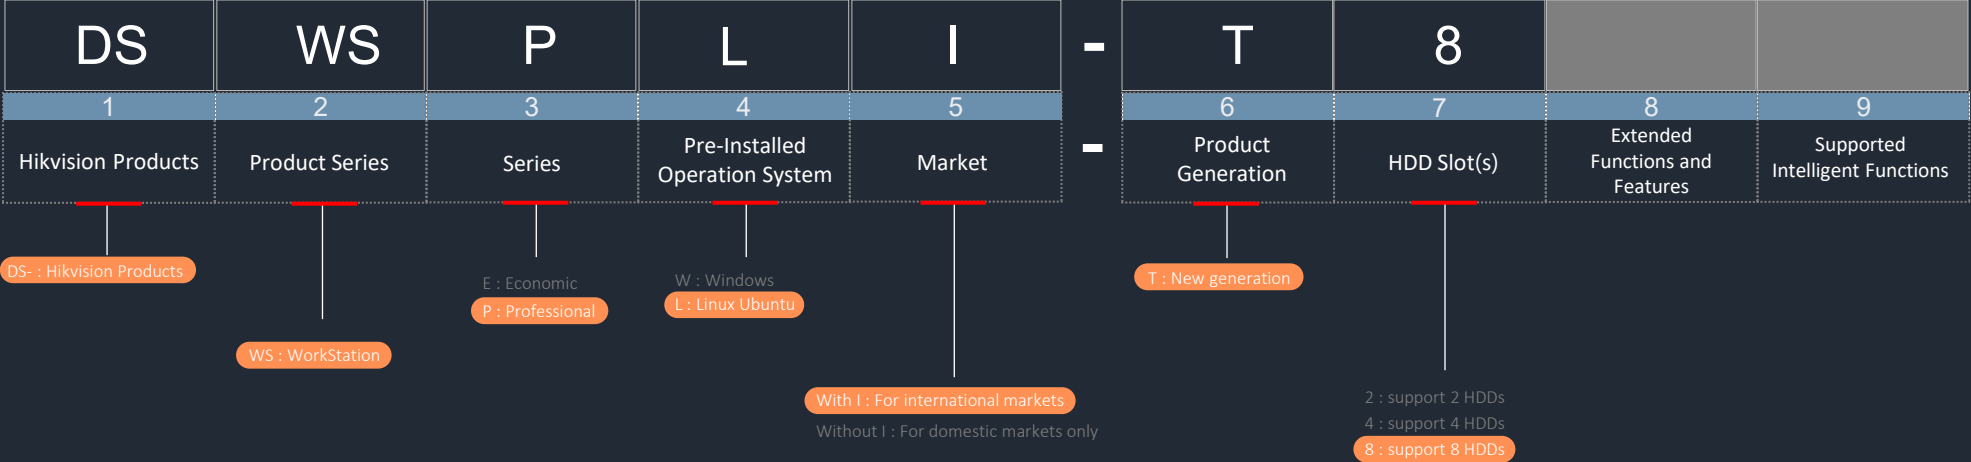 DS WS P L I - T 8
1 2 3 4 5 6 7 8 9
Hikvision Products
Product Series
Series
Pre-Installed
Operation System
Market
-
Product
Generation
HDD Slot(s)
Extended
Functions and
Features
Supported
Intelligent Functions
DS- : Hikvision Products
WS : WorkStation
E : Economic
P : Professional
W : Windows
L : Linux Ubuntu
With I : For international markets
Without I : For domestic markets only
T : New generation
2 : support 2 HDDs
4 : support 4 HDDs
8 : support 8 HDDs